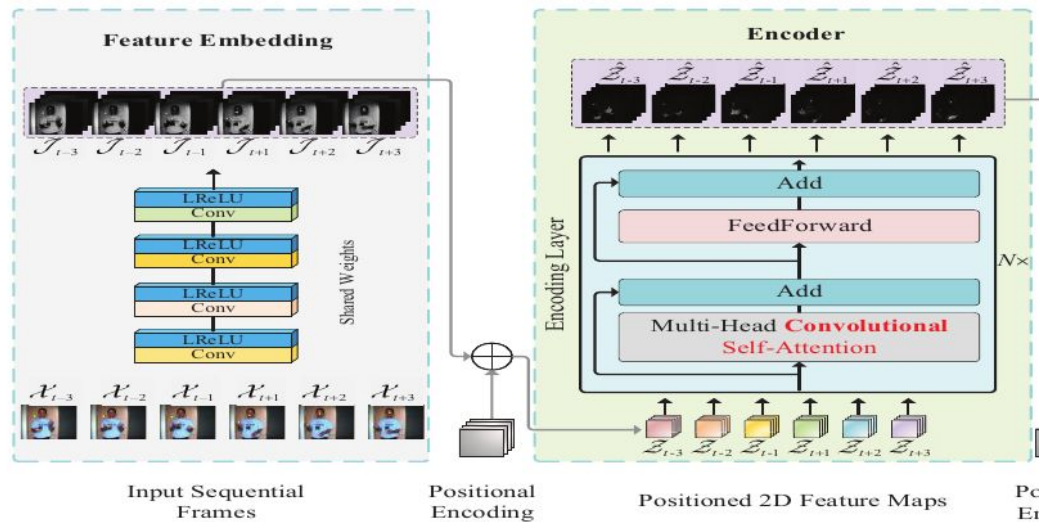 Feature Embedding
𝒥t−3 𝒥t−2 𝒥t−1 𝒥t+1 𝒥t+2 𝒥t+3
LReLU
Conv
LReLU
Conv
LReLU
Conv
LReLU
Conv
Shared Weights
𝒳t−3 𝒳t−2 𝒳t−1 𝒳t+1 𝒳t+2 𝒳t+3
Input Sequential
Frames
Positional
Encoding
Encoder
𝒵̂t-3 𝒵̂t-2 𝒵̂t-1 𝒵̂t+1 𝒵̂t+2 𝒵̂t+3
Add
FeedForward
Add
Multi-Head Convolutional
Self-Attention
Encoding Layer
N×
𝒵t-3 𝒵t-2 𝒵t-1 𝒵t+1 𝒵t+2 𝒵t+3
Positioned 2D Feature Maps